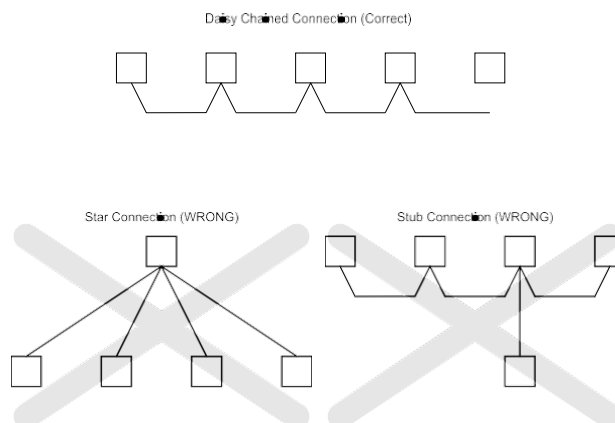 Daisy Chained Connection (Correct)
Star Connection (WRONG)
Stub Connection (WRONG)